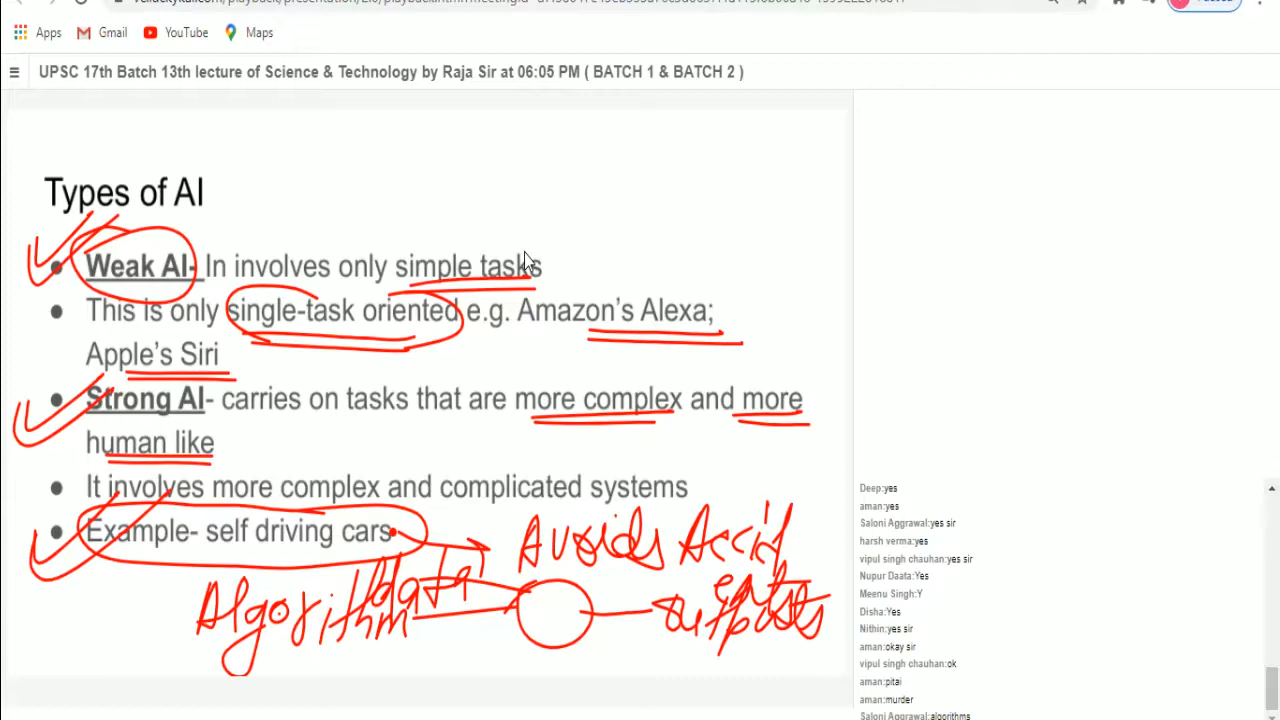 Apps Gmail YouTube Maps
UPSC 17th Batch 13th lecture of Science & Technology by Raja Sir at 06:05 PM ( BATCH 1 & BATCH 2 )
Types of AI
● Weak AI- In involves only simple tasks
● This is only single-task oriented e.g. Amazon's Alexa;
Apple's Siri
● Strong AI- carries on tasks that are more complex and more
human like
● It involves more complex and complicated systems
● Example- self driving cars
Avoids Accid
ents
data
Algorithm
Deep:yes
aman:yes
Saloni Aggrawal:yes sir
harsh verma:yes
vipul singh chauhan:yes sir
Nupur Daata:Yes
Meenu Singh:Y
Disha:Yes
Nithin:yes sir
aman:okay sir
vipul singh chauhan:ok
aman:pitai
aman:murder
Saloni Aggrawal:algorithms